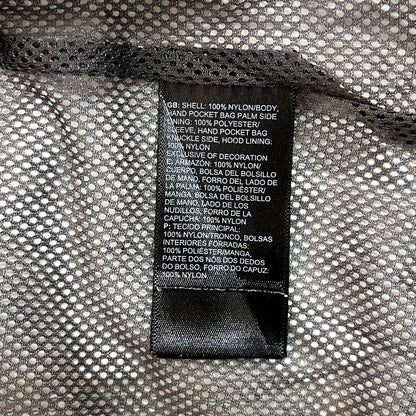 GB: SHELL: 100% NYLON/BODY,
HAND POCKET BAG PALM SIDE
LINING: 100% POLYESTER/
SLEEVE, HAND POCKET BAG
KNUCKLE SIDE, HOOD LINING:
100% NYLON
EXCLUSIVE OF DECORATION
E: ARMAZÓN: 100% NYLON/
CUERPO, BOLSA DEL BOLSILLO
DE MANO, FORRO DEL LADO DE
LA PALMA: 100% POLIÉSTER/
MANGA, BOLSA DEL BOLSILLO
DE MANO, LADO DE LOS
NUDILLOS, FORRO DE LA
CAPUCHA: 100% NYLON
P: TECIDO PRINCIPAL:
100% NYLON/TRONCO, BOLSAS
INTERIORES FORRADAS:
100% POLIÉSTER/MANGA,
PARTE DOS NÓS DOS DEDOS
DO BOLSO, FORRO DO CAPUZ:
100% NYLON